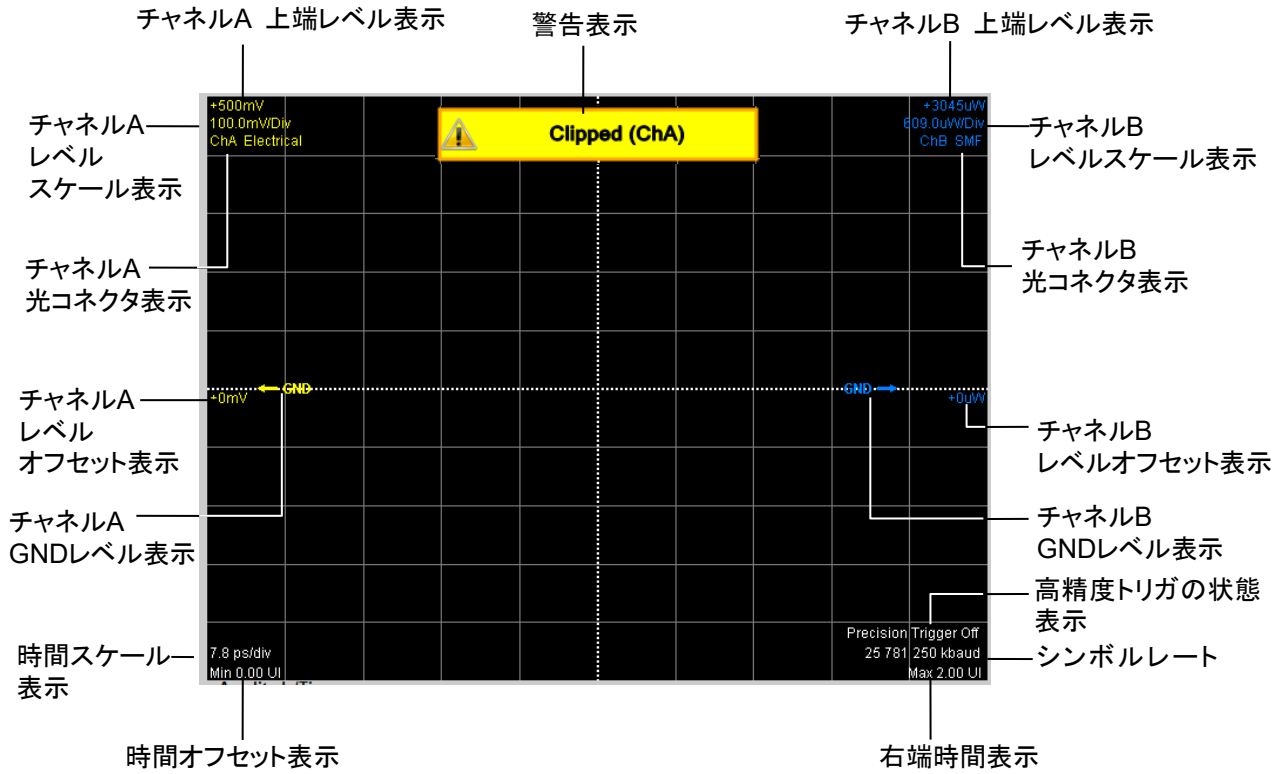 チャネルA 上端レベル表示
警告表示
チャネルB 上端レベル表示
チャネルA
レベル
スケール表示
+500mV
100.0mV/Div
ChA Electrical
Clipped (ChA)
+3045uW
609.0uW/Div
ChB SMF
チャネルB
レベルスケール表示
チャネルA
光コネクタ表示
チャネルB
光コネクタ表示
チャネルA
レベル
オフセット表示
GND
+0mV
GND
+0uW
チャネルB
レベルオフセット表示
チャネルA
GNDレベル表示
チャネルB
GNDレベル表示
高精度トリガの状態
表示
時間スケール
表示
7.8 ps/div
Min 0.00 UI
Precision Trigger Off
25 781 250 kbaud
Max 2.00 UI
シンボルレート
時間オフセット表示
右端時間表示